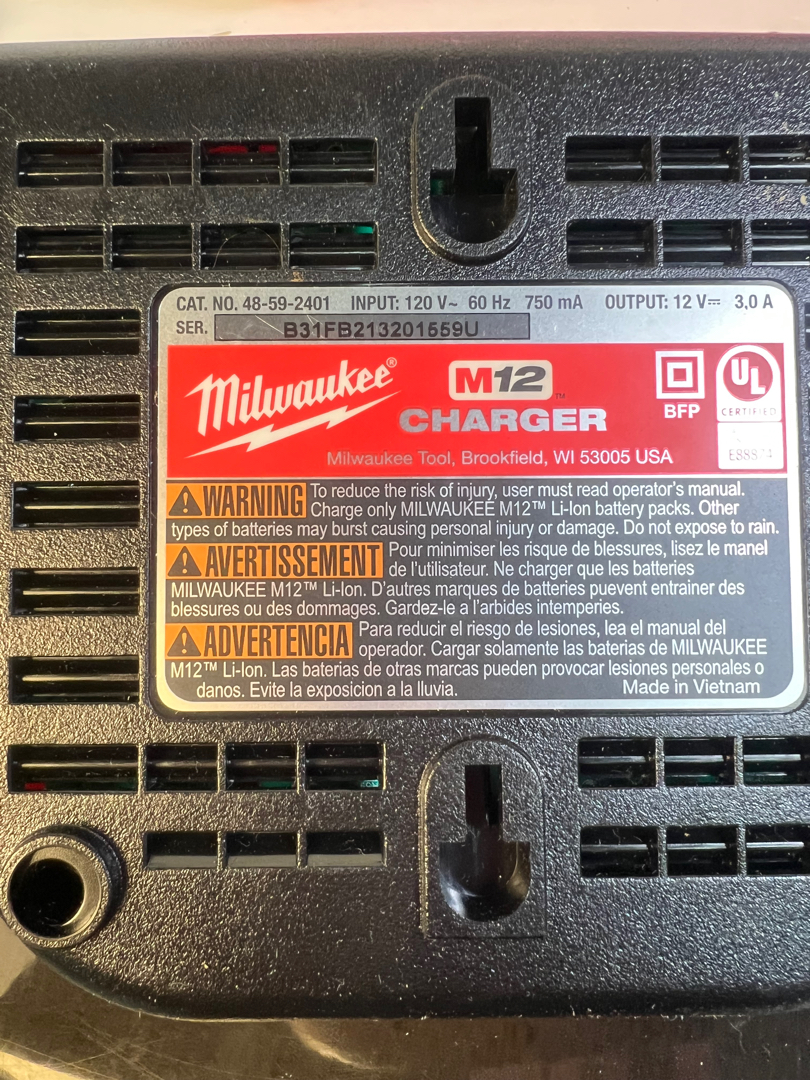 CAT. NO. 48-59-2401 INPUT: 120 V~ 60 Hz 750 mA OUTPUT: 12 V⎓ 3,0 A
SER. B31FB213201559U
Milwaukee®
M12™
CHARGER
BFP
UL
CERTIFIED
E88874
Milwaukee Tool, Brookfield, WI 53005 USA
WARNING To reduce the risk of injury, user must read operator's manual.
Charge only MILWAUKEE M12™ Li-Ion battery packs. Other
types of batteries may burst causing personal injury or damage. Do not expose to rain.
AVERTISSEMENT Pour minimiser les risque de blessures, lisez le manel
de l'utilisateur. Ne charger que les batteries
MILWAUKEE M12™ Li-Ion. D'autres marques de batteries puevent entrainer des
blessures ou des dommages. Gardez-le a l'arbides intemperies.
ADVERTENCIA Para reducir el riesgo de lesiones, lea el manual del
operador. Cargar solamente las baterias de MILWAUKEE
M12™ Li-Ion. Las baterias de otras marcas pueden provocar lesiones personales o
danos. Evite la exposicion a la lluvia. Made in Vietnam